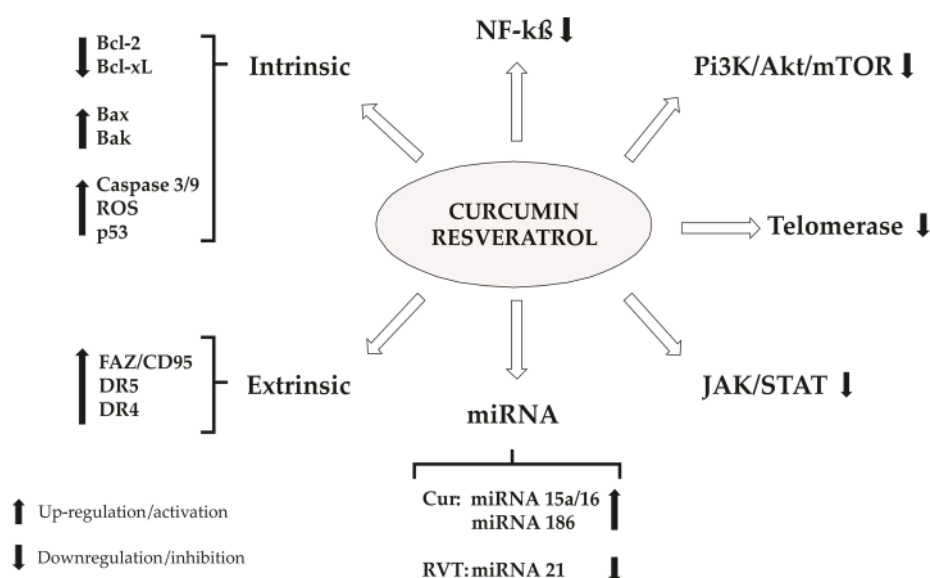 NF-kß
Pi3K/Akt/mTOR
Intrinsic
Bcl-2
Bcl-xL
Bax
Bak
Caspase 3/9
ROS
p53
CURCUMIN
RESVERATROL
Telomerase
Extrinsic
FAZ/CD95
DR5
DR4
JAK/STAT
miRNA
Cur: miRNA 15a/16
miRNA 186
RVT: miRNA 21
Up-regulation/activation
Downregulation/inhibition